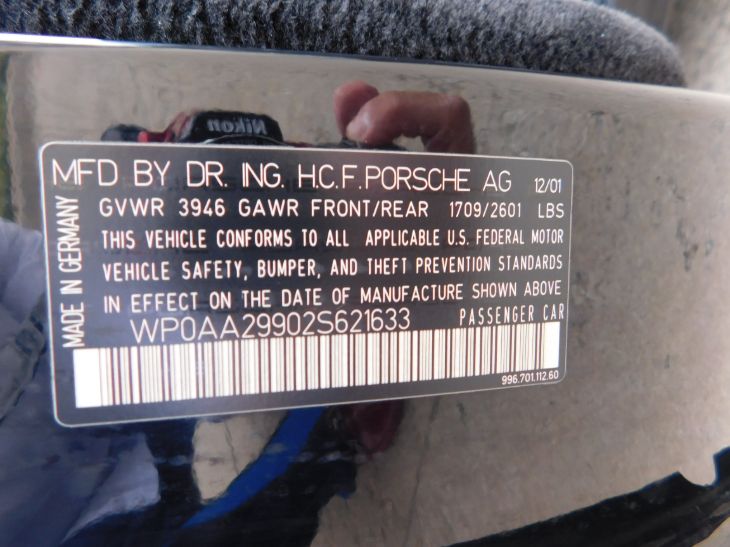 Nikon
MFD BY DR. ING. H.C.F.PORSCHE AG 12/01
GVWR 3946 GAWR FRONT/REAR 1709/2601 LBS
THIS VEHICLE CONFORMS TO ALL APPLICABLE U.S. FEDERAL MOTOR
VEHICLE SAFETY, BUMPER, AND THEFT PREVENTION STANDARDS
IN EFFECT ON THE DATE OF MANUFACTURE SHOWN ABOVE
WP0AA29902S621633 PASSENGER CAR
996.701.112.60
MADE IN GERMANY